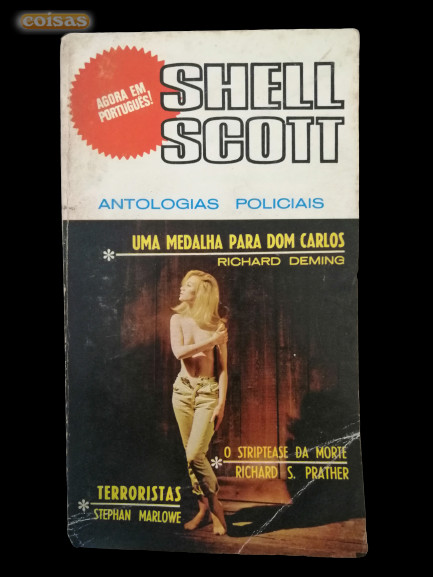 coisas
AGORA EM
PORTUGUÊS!
SHELL
SCOTT
ANTOLOGIAS POLICIAIS
* UMA MEDALHA PARA DOM CARLOS
RICHARD DEMING
* O STRIPTEASE DA MORTE
RICHARD S. PRATHER
TERRORISTAS
* STEPHAN MARLOWE